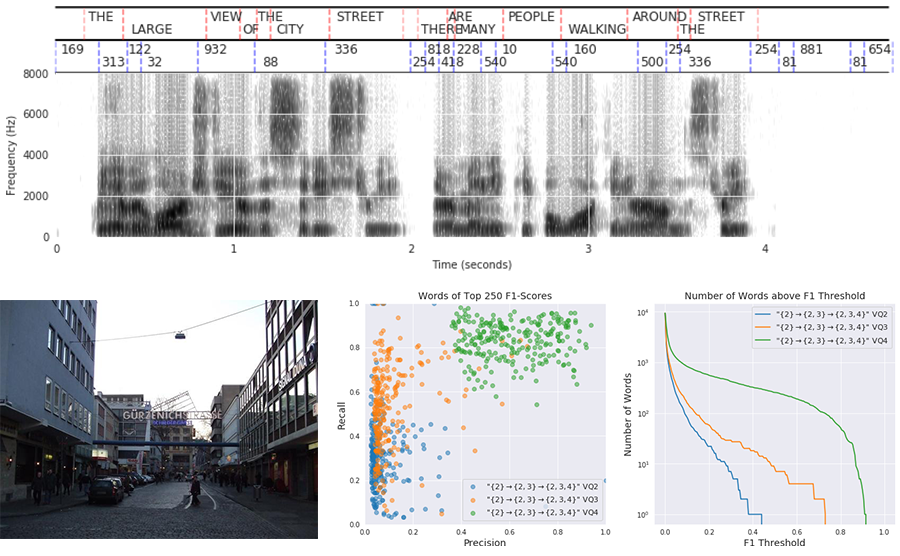 THE VIEW THE STREET ARE PEOPLE AROUND STREET
LARGE OF CITY THERE MANY WALKING THE
169 122 932 336 818 228 10 160 254 254 881 654
313 32 88 254 418 540 540 500 336 81 81
8000
6000
4000
2000
0
Frequency (Hz)
0 1 2 3 4
Time (seconds)
GÜRZENICHSTRASSE
Words of Top 250 F1-Scores
1.0
0.8
0.6
0.4
0.2
0.0
Recall
"{2}→{2,3}→{2,3,4}" VQ2
"{2}→{2,3}→{2,3,4}" VQ3
"{2}→{2,3}→{2,3,4}" VQ4
0.0 0.2 0.4 0.6 0.8 1.0
Precision
Number of Words above F1 Threshold
10⁴
10³
10²
10¹
10⁰
Number of Words
"{2}→{2,3}→{2,3,4}" VQ2
"{2}→{2,3}→{2,3,4}" VQ3
"{2}→{2,3}→{2,3,4}" VQ4
0.0 0.2 0.4 0.6 0.8 1.0
F1 Threshold